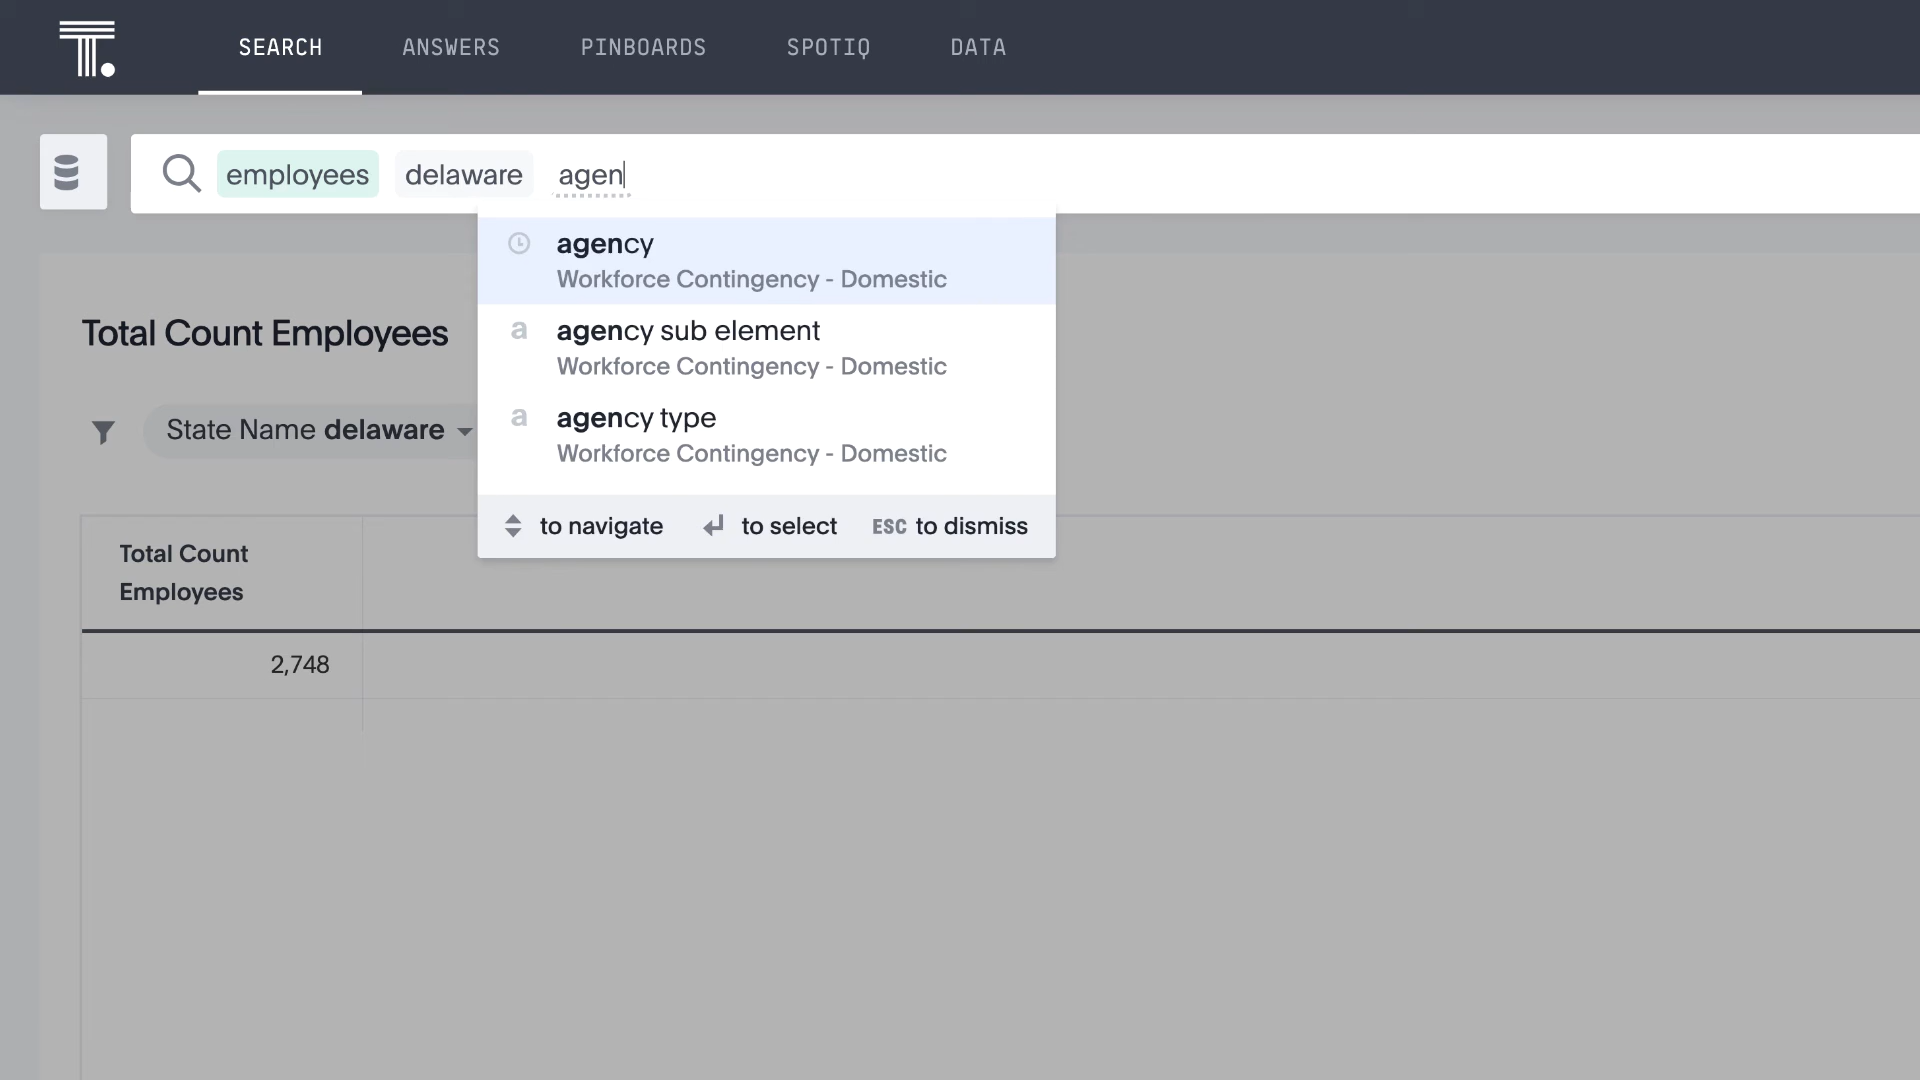 SEARCH ANSWERS PINBOARDS SPOTIQ DATA
employees delaware agen
agency
Workforce Contingency - Domestic
agency sub element
Workforce Contingency - Domestic
agency type
Workforce Contingency - Domestic
to navigate to select ESC to dismiss
Total Count Employees
State Name delaware
Total Count
Employees
2,748